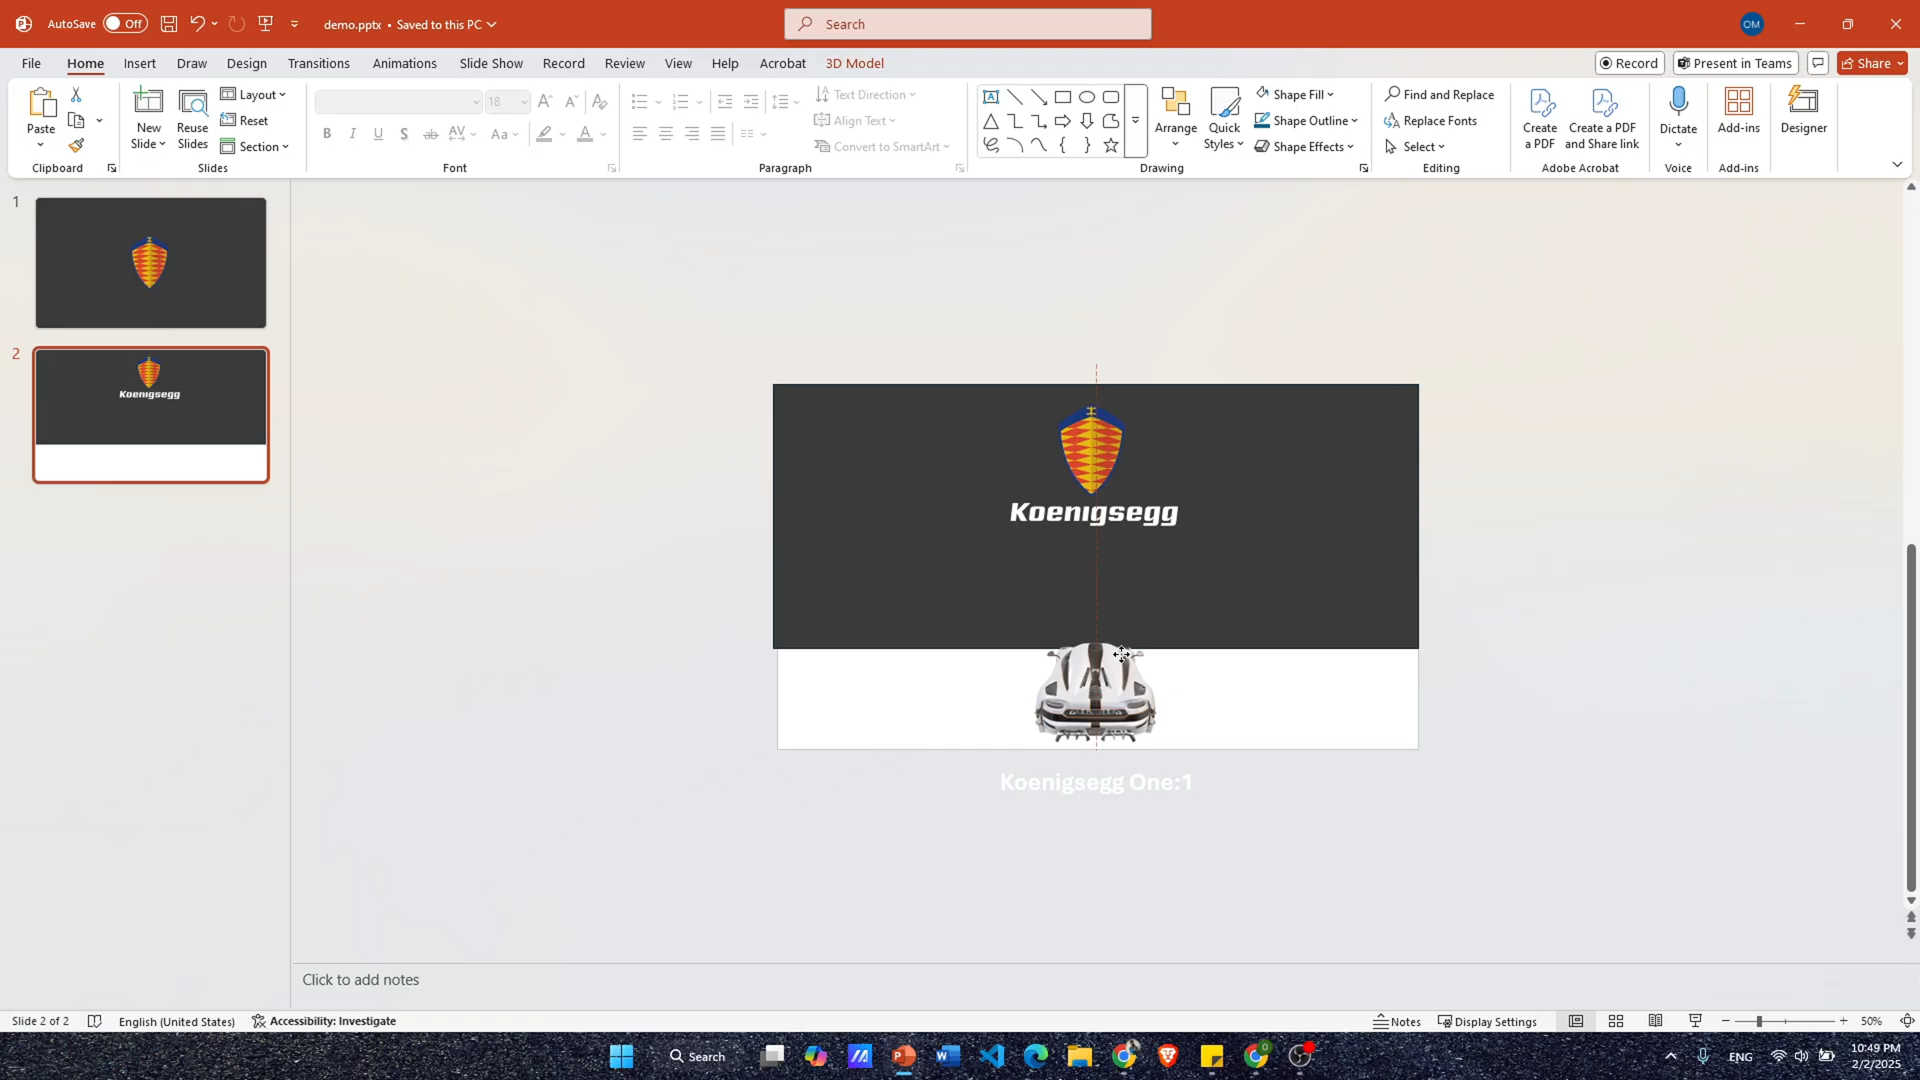 AutoSave Off demo.pptx • Saved to this PC Search OM
File Home Insert Draw Design Transitions Animations Slide Show Record Review View Help Acrobat 3D Model Record Present in Teams Share
Paste New Slide Reuse Slides Layout Reset Section 18 Aa Text Direction Align Text Convert to SmartArt Arrange Quick Styles Shape Fill Shape Outline Shape Effects Find and Replace Replace Fonts Select Create a PDF Create a PDF and Share link Dictate Add-ins Designer
Clipboard Slides Font Paragraph Drawing Editing Adobe Acrobat Voice Add-ins
1
2
Koenigsegg
Koenigsegg
Koenigsegg One:1
Click to add notes
Slide 2 of 2 English (United States) Accessibility: Investigate Notes Display Settings 50%
Search ENG 10:49 PM
2/2/2025